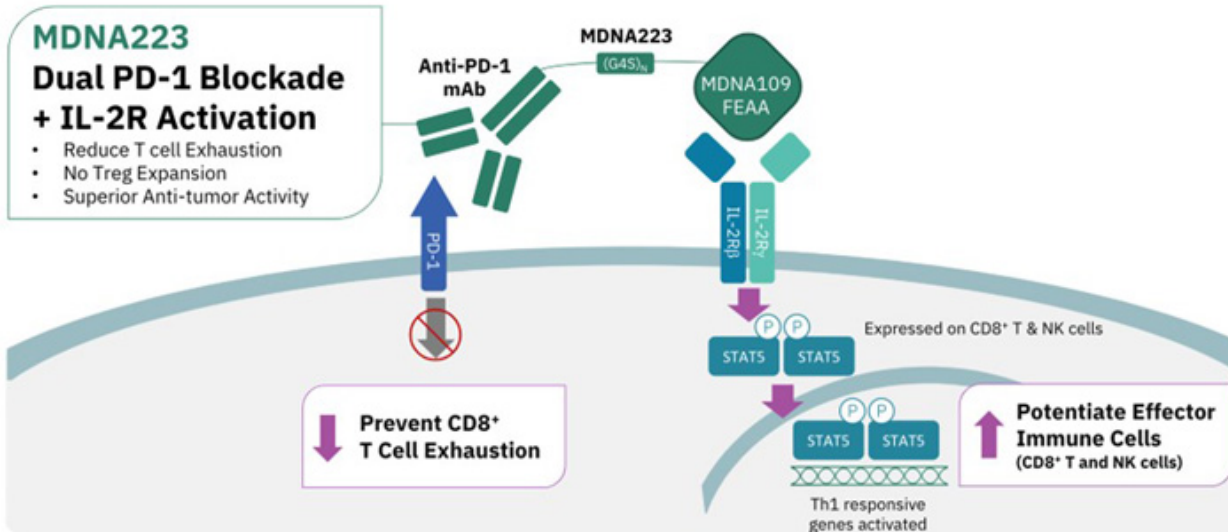 MDNA223
Dual PD-1 Blockade
+ IL-2R Activation
• Reduce T cell Exhaustion
• No Treg Expansion
• Superior Anti-tumor Activity
Anti-PD-1
mAb
MDNA223
(G4S)N
MDNA109
FEAA
PD-1
IL-2Rβ
IL-2Rγ
P P
STAT5 STAT5
Expressed on CD8⁺ T & NK cells
Prevent CD8⁺
T Cell Exhaustion
P P
STAT5 STAT5
Th1 responsive
genes activated
Potentiate Effector
Immune Cells
(CD8⁺ T and NK cells)